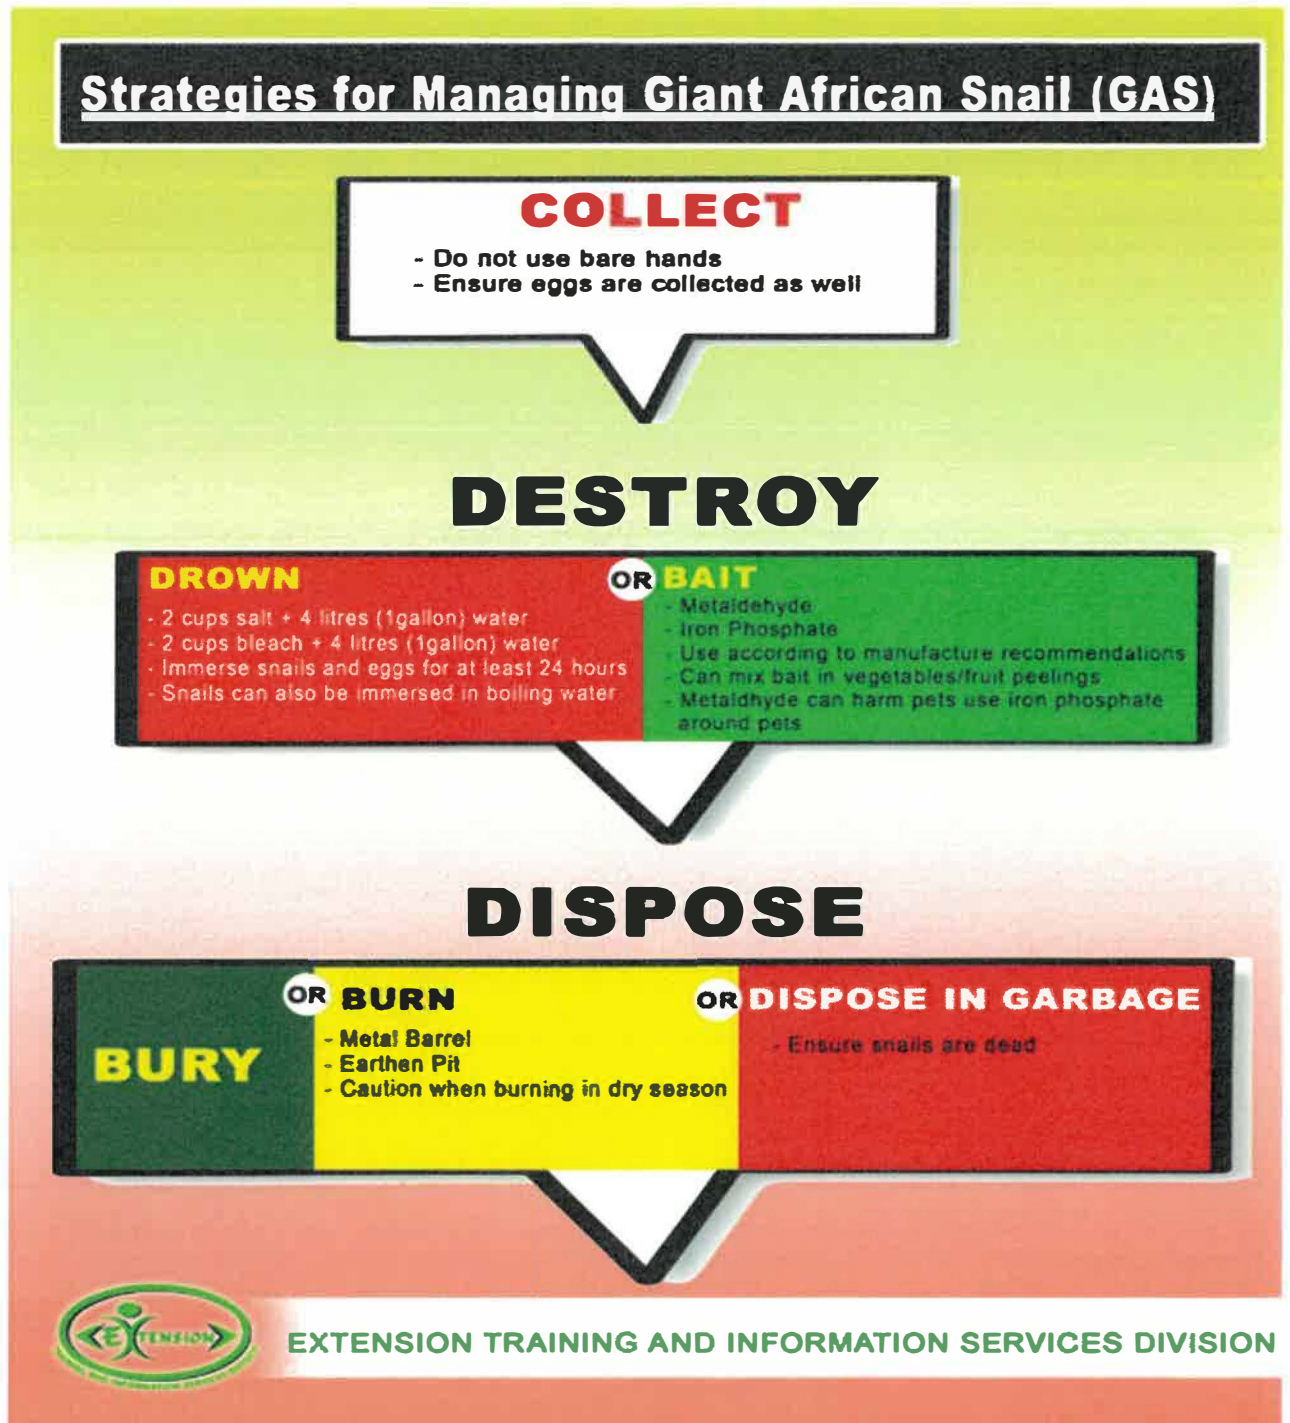 Strategies for Managing Giant African Snail (GAS)
COLLECT
- Do not use bare hands
- Ensure eggs are collected as well
DESTROY
DROWN
- 2 cups salt + 4 litres (1gallon) water
- 2 cups bleach + 4 litres (1gallon) water
- Immerse snails and eggs for at least 24 hours
- Snails can also be immersed in boiling water
OR
BAIT
- Metaldehyde
- Iron Phosphate
- Use according to manufacture recommendations
- Can mix bait in vegetables/fruit peelings
- Metaldhyde can harm pets use iron phosphate
around pets
DISPOSE
BURY
OR
BURN
- Metal Barrel
- Earthen Pit
- Caution when burning in dry season
OR
DISPOSE IN GARBAGE
- Ensure snails are dead
EXTENSION
EXTENSION TRAINING AND INFORMATION SERVICES DIVISION